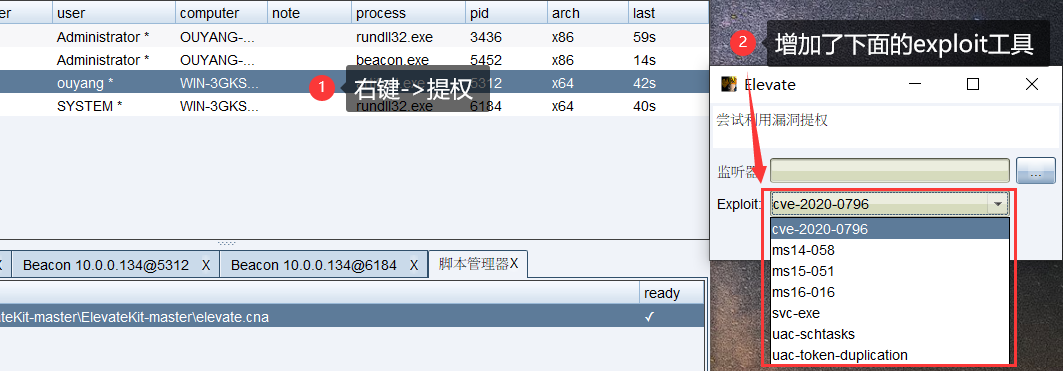 er user computer note process pid arch last
Administrator * OUYANG-... rundll32.exe 3436 x86 59s
Administrator * OUYANG-... beacon.exe 5452 x86 14s
ouyang * WIN-3GKS... 5312 x64 42s
SYSTEM * WIN-3GKS... rundll32.exe 6184 x64 40s
1 右键->提权
2 增加了下面的exploit工具
Elevate
尝试利用漏洞提权
监听器
...
Exploit: cve-2020-0796
cve-2020-0796
ms14-058
ms15-051
ms16-016
svc-exe
uac-schtasks
uac-token-duplication
X Beacon 10.0.0.134@5312 X Beacon 10.0.0.134@6184 X 脚本管理器X
ready
ateKit-master\ElevateKit-master\elevate.cna ✓